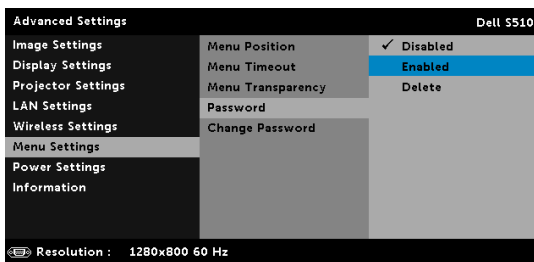 Advanced Settings Dell S510
Image Settings
Display Settings
Projector Settings
LAN Settings
Wireless Settings
Menu Settings
Power Settings
Information
Menu Position
Menu Timeout
Menu Transparency
Password
Change Password
✓ Disabled
Enabled
Delete
Resolution : 1280x800 60 Hz